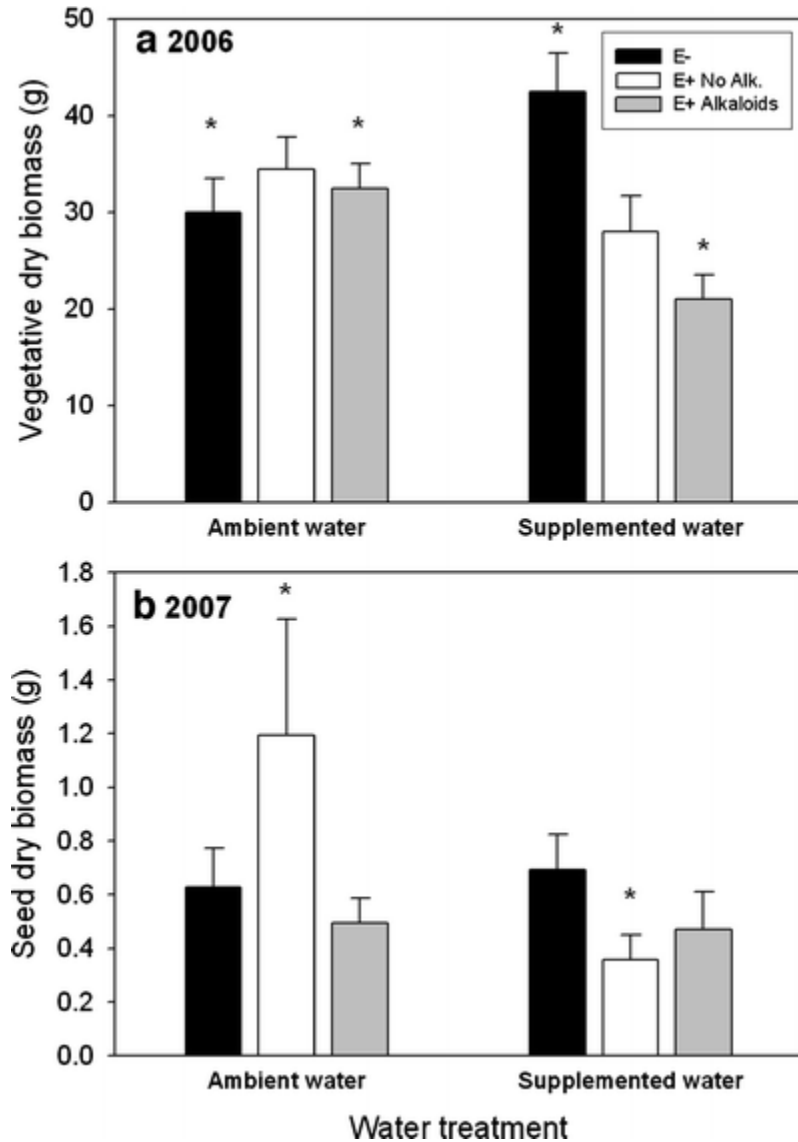 a 2006
Vegetative dry biomass (g)
50
40
30
20
10
0
*
*
*
*
E-
E+ No Alk.
E+ Alkaloids
Ambient water
Supplemented water
b 2007
Seed dry biomass (g)
1.8
1.6
1.4
1.2
1.0
0.8
0.6
0.4
0.2
0.0
*
*
Ambient water
Supplemented water
Water treatment